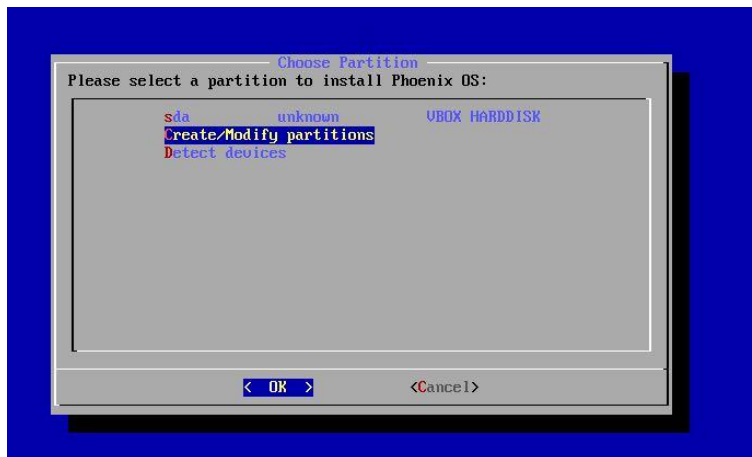 Choose Partition
Please select a partition to install Phoenix OS:
sda unknown VBOX HARDDISK
Create/Modify partitions
Detect devices
< OK > <Cancel>